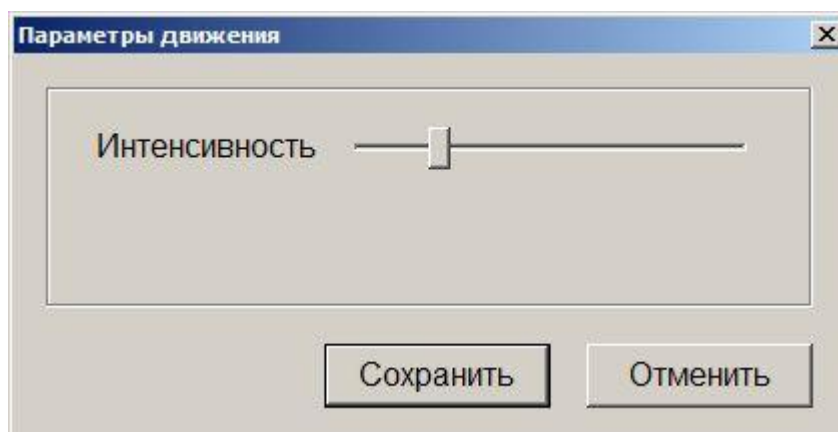 Параметры движения
Интенсивность
Сохранить Отменить